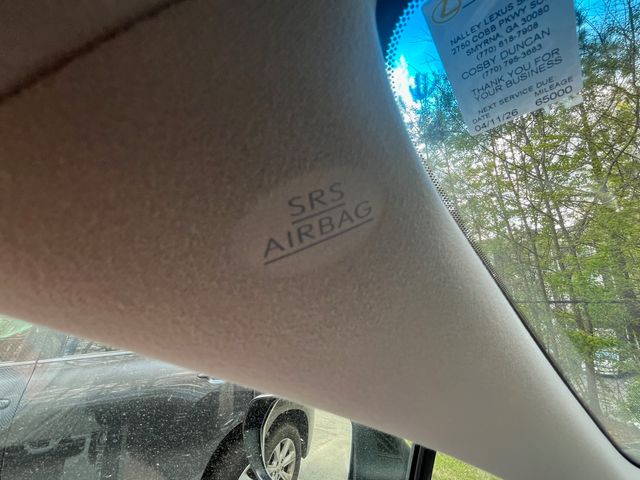 NALLEY LEXUS
2750 COBB PKWY SO
SMYRNA, GA 30080
(770) 818-7908
COSBY DUNCAN
(770) 795-3683
THANK YOU FOR
YOUR BUSINESS
NEXT SERVICE DUE
DATE MILEAGE
04/11/26 65000
SRS
AIRBAG